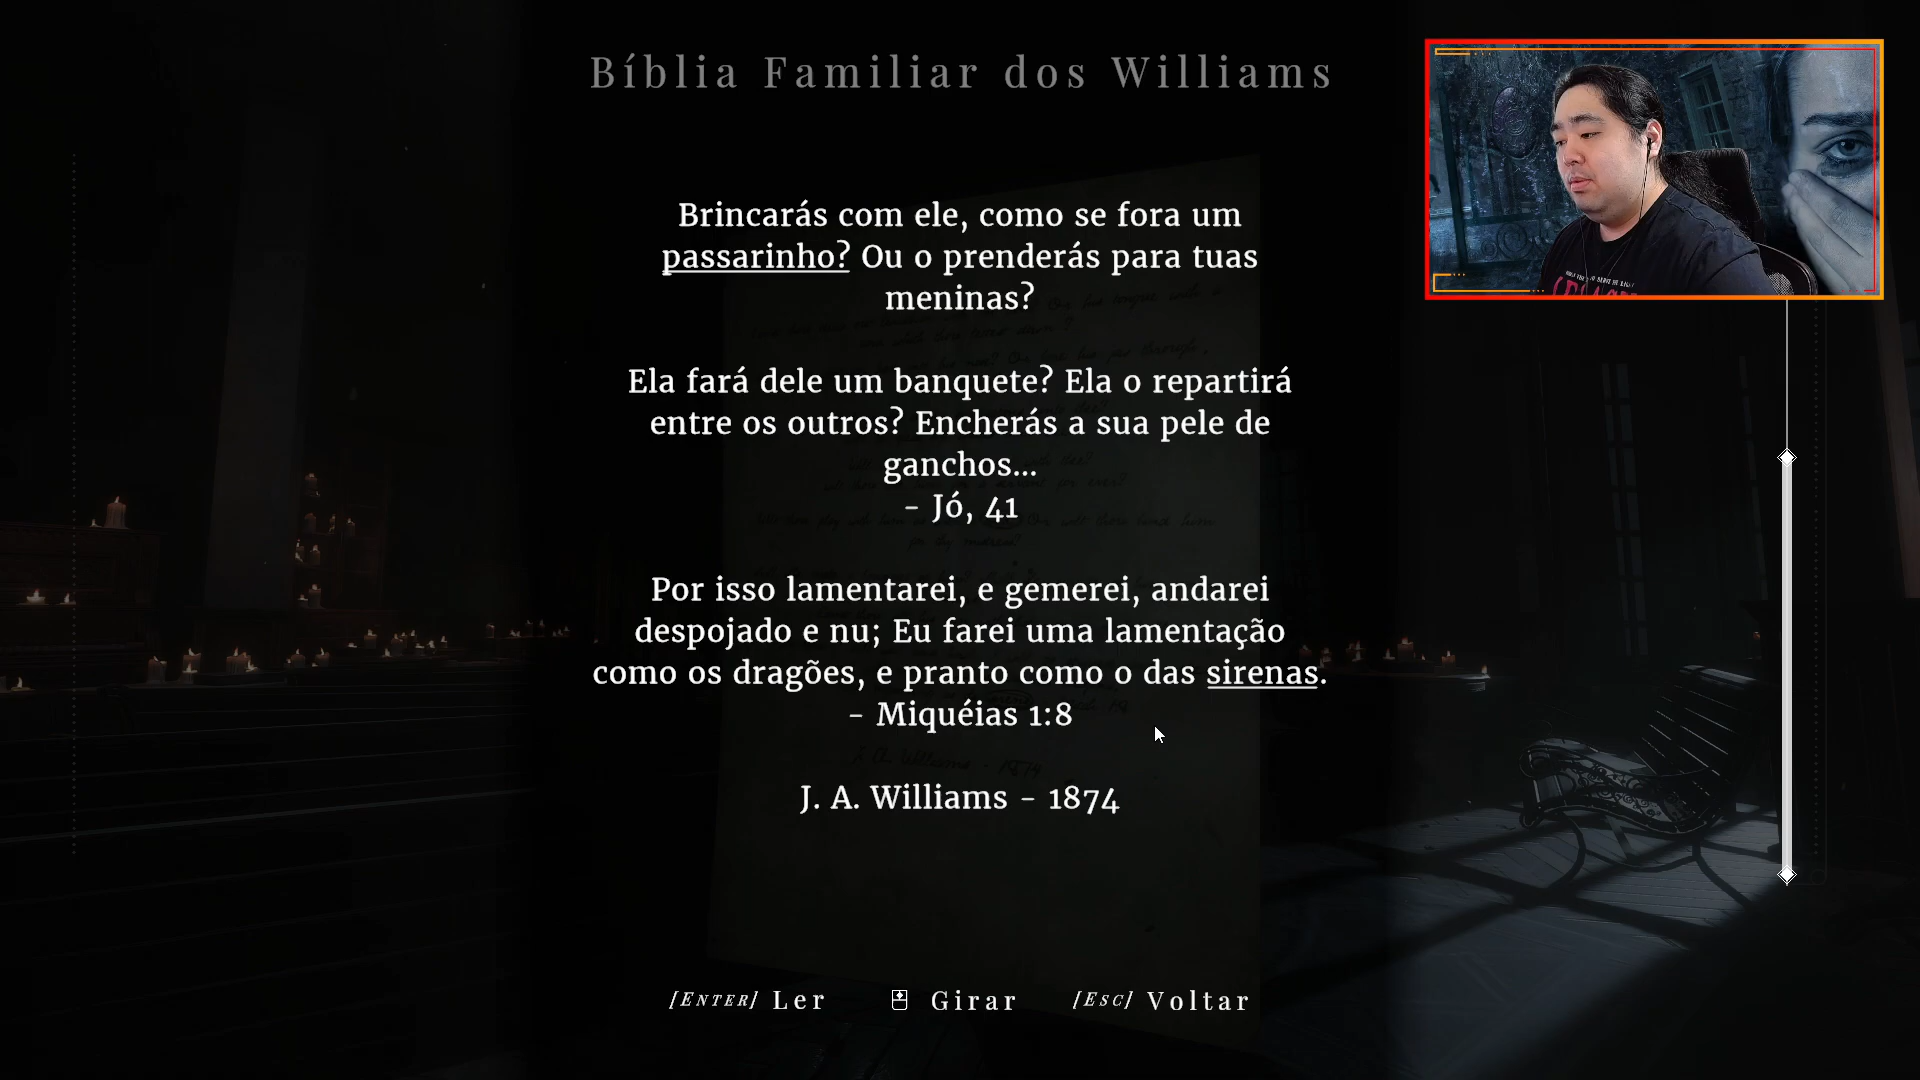 Bíblia Familiar dos Williams
Brincarás com ele, como se fora um
passarinho? Ou o prenderás para tuas
meninas?
Ela fará dele um banquete? Ela o repartirá
entre os outros? Encherás a sua pele de
ganchos...
- Jó, 41
Por isso lamentarei, e gemerei, andarei
despojado e nu; Eu farei uma lamentação
como os dragões, e pranto como o das sirenas.
- Miquéias 1:8
J. A. Williams - 1874
[ENTER] Ler Girar [ESC] Voltar